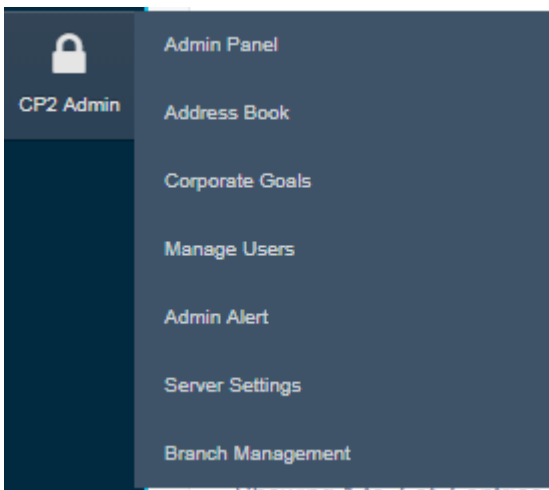 CP2 Admin
Admin Panel
Address Book
Corporate Goals
Manage Users
Admin Alert
Server Settings
Branch Management